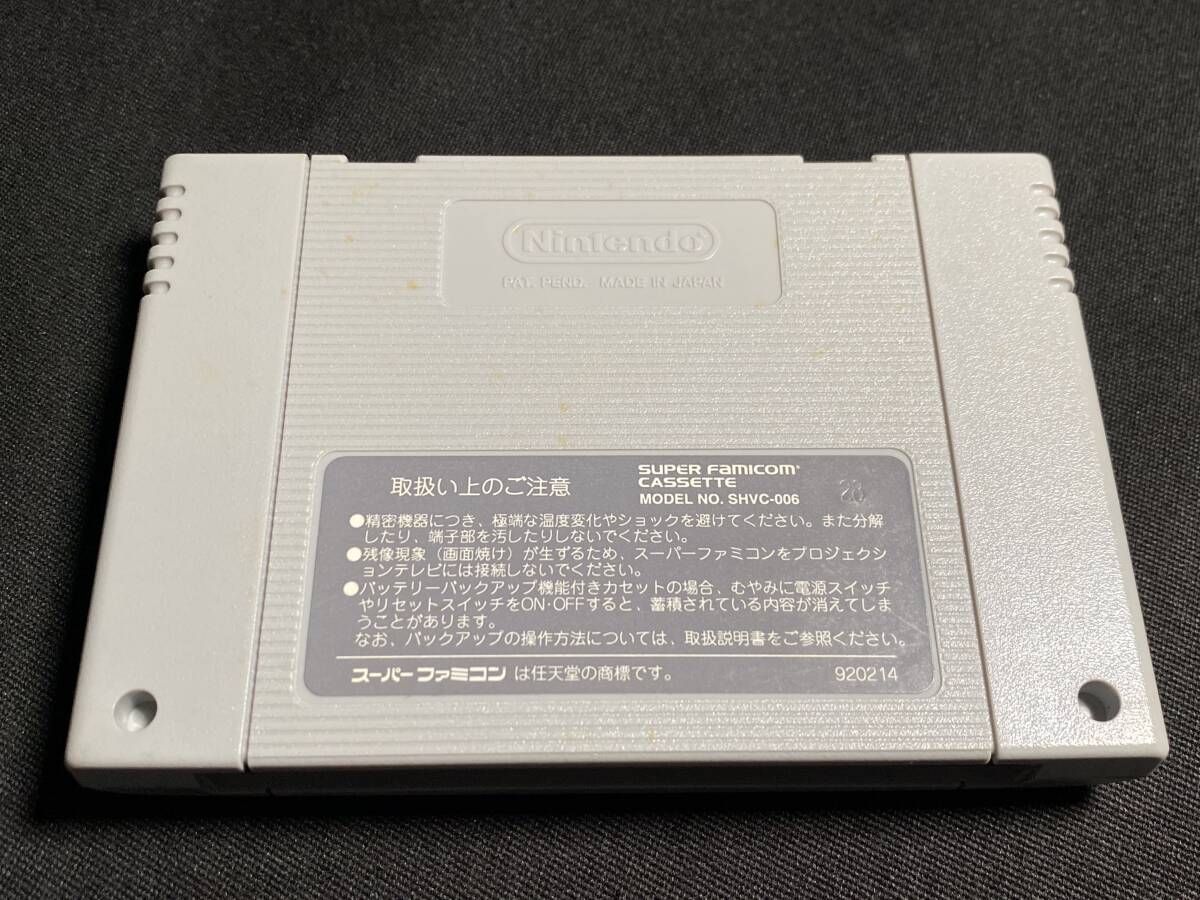 Nintendo®
PAT. PEND. MADE IN JAPAN
取扱い上のご注意
SUPER FAMICOM®
CASSETTE
MODEL NO. SHVC-006
●精密機器につき、極端な温度変化やショックを避けてください。また分解
したり、端子部を汚したりしないでください。
●残像現象（画面焼け）が生ずるため、スーパーファミコンをプロジェクシ
ョンテレビには接続しないでください。
●バッテリーバックアップ機能付きカセットの場合、むやみに電源スイッチ
やリセットスイッチをON・OFFすると、蓄積されている内容が消えてしま
うことがあります。
なお、バックアップの操作方法については、取扱説明書をご参照ください。
スーパーファミコンは任天堂の商標です。
920214